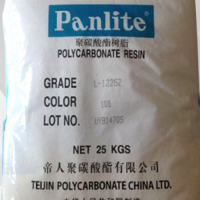 Panlite®
聚碳酸酯树脂
POLYCARBONATE RESIN
GRADE L-1225Z
COLOR
LOT NO.
NET 25 KGS
帝人聚碳酸酯有限公司
TEIJIN POLYCARBONATE CHINA LTD.